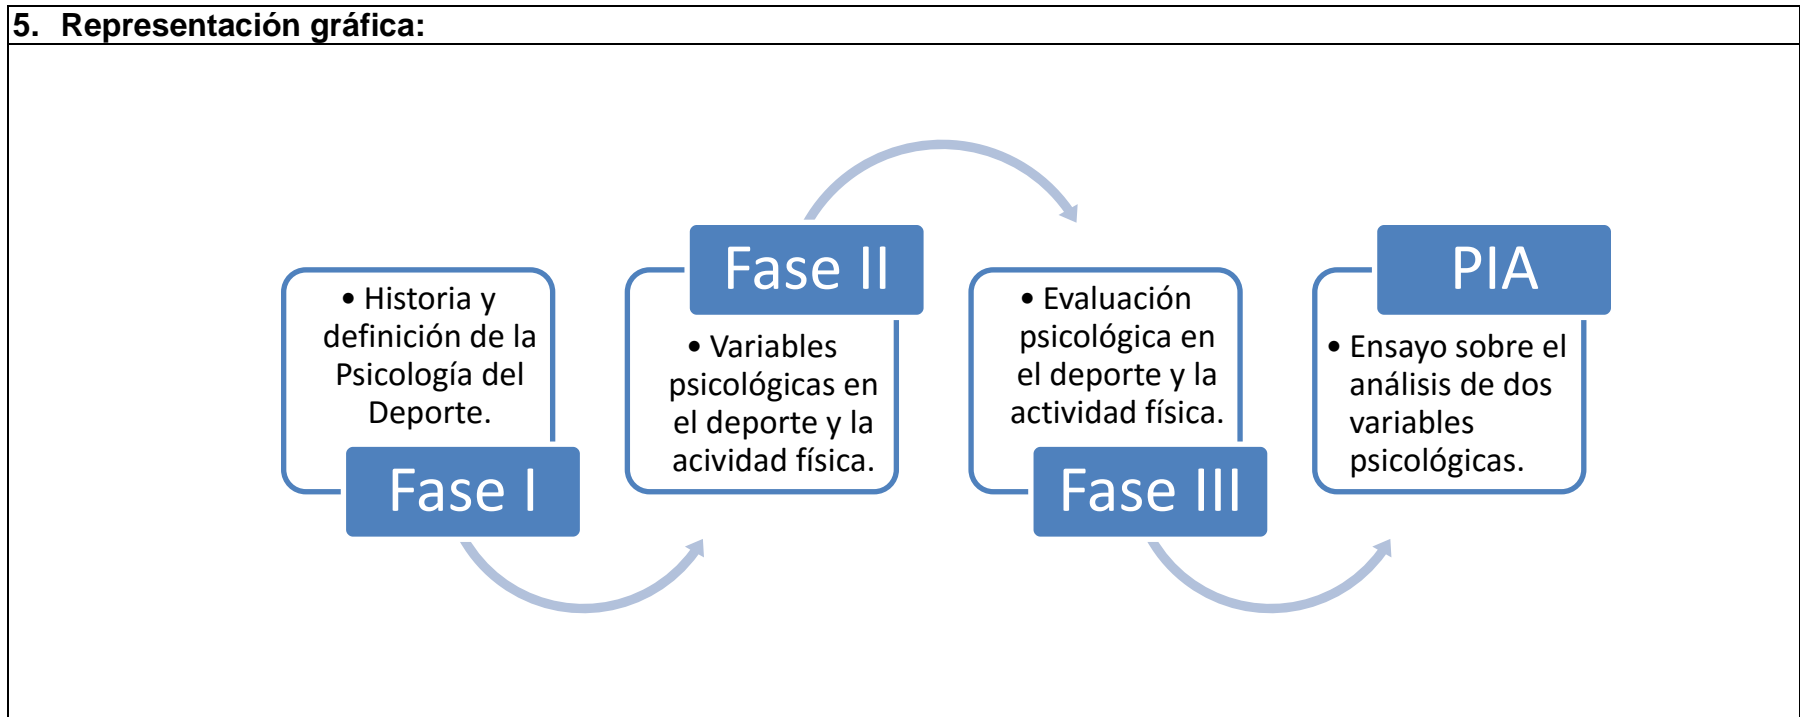 5. Representación gráfica:
• Historia y
definición de la
Psicología del
Deporte.
Fase I
Fase II
• Variables
psicológicas en
el deporte y la
acividad física.
• Evaluación
psicológica en
el deporte y la
actividad física.
Fase III
PIA
• Ensayo sobre el
análisis de dos
variables
psicológicas.